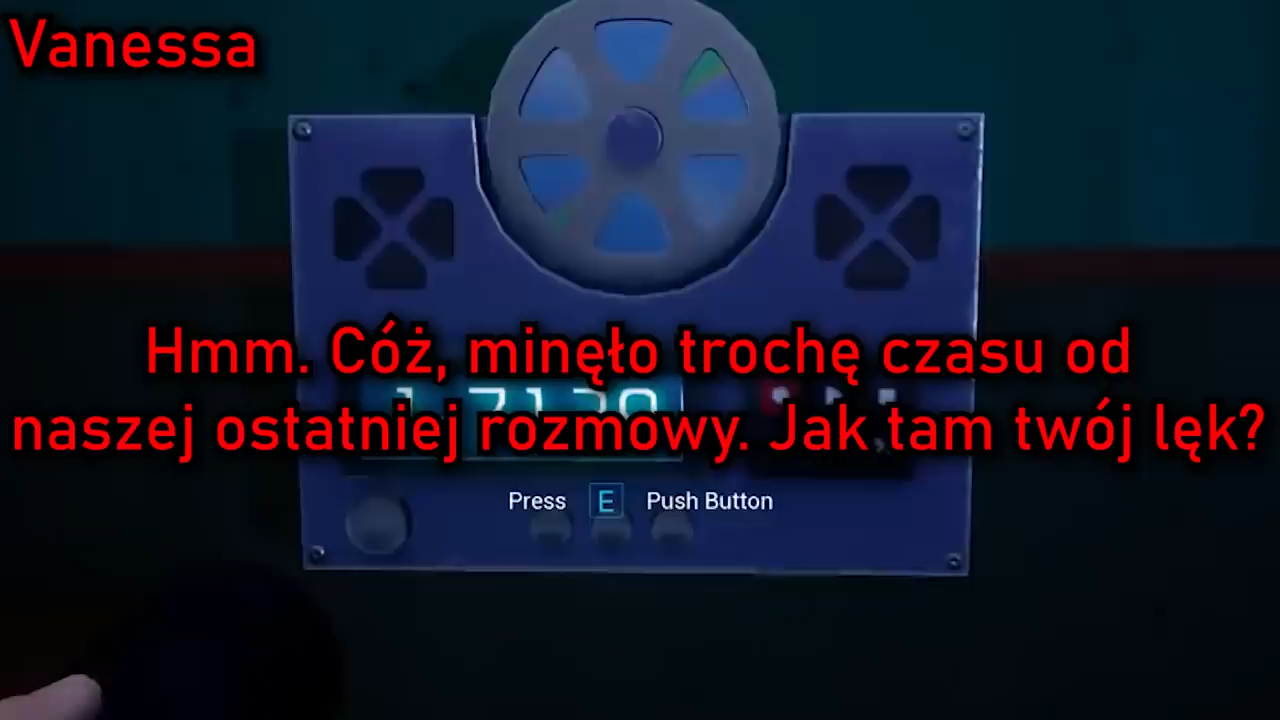 Vanessa
Hmm. Cóż, minęło trochę czasu od
naszej ostatniej rozmowy. Jak tam twój lęk?
Press E Push Button